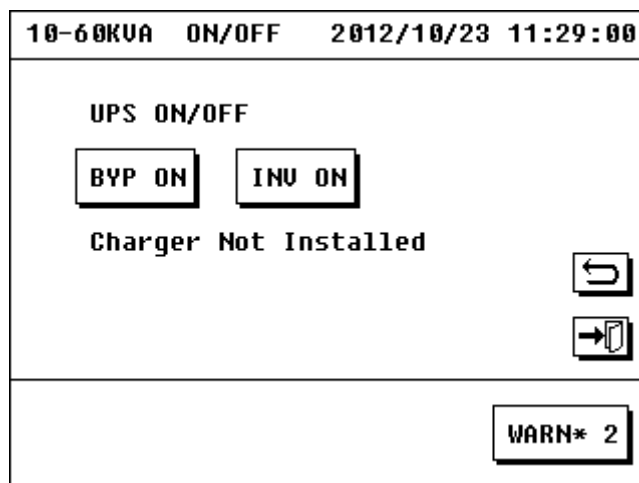 10-60KVA ON/OFF 2012/10/23 11:29:00
UPS ON/OFF
BYP ON INV ON
Charger Not Installed
WARN* 2